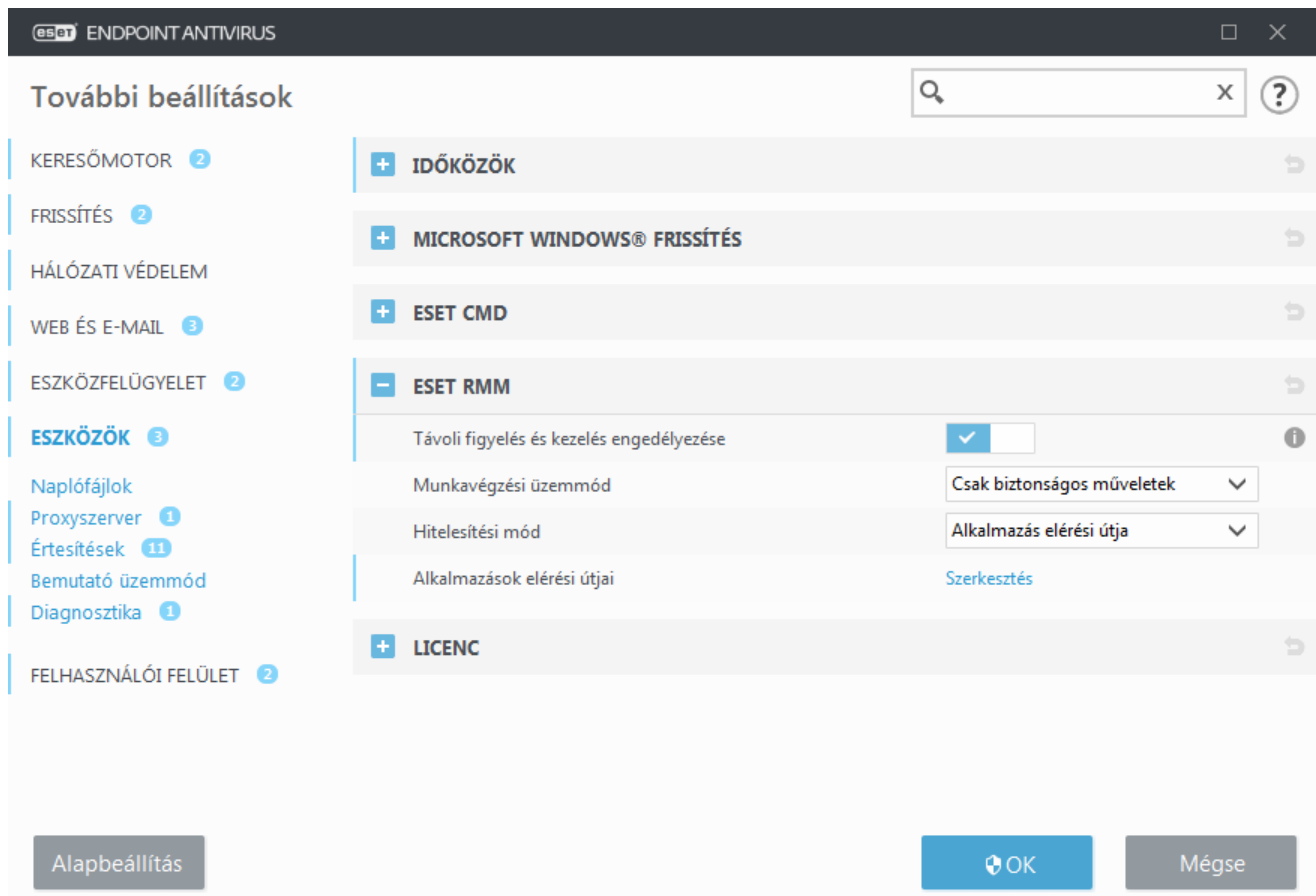 eset ENDPOINT ANTIVIRUS
További beállítások
KERESŐMOTOR 2
FRISSÍTÉS 2
HÁLÓZATI VÉDELEM
WEB ÉS E-MAIL 3
ESZKÖZFELÜGYELET 2
ESZKÖZÖK 3
Naplófájlok
Proxyszerver 1
Értesítések 11
Bemutató üzemmód
Diagnosztika 1
FELHASZNÁLÓI FELÜLET 2
IDŐKÖZÖK
MICROSOFT WINDOWS® FRISSÍTÉS
ESET CMD
ESET RMM
Távoli figyelés és kezelés engedélyezése
Munkavégzési üzemmód Csak biztonságos műveletek
Hitelesítési mód Alkalmazás elérési útja
Alkalmazások elérési útjai Szerkesztés
LICENC
Alapbeállítás OK Mégse